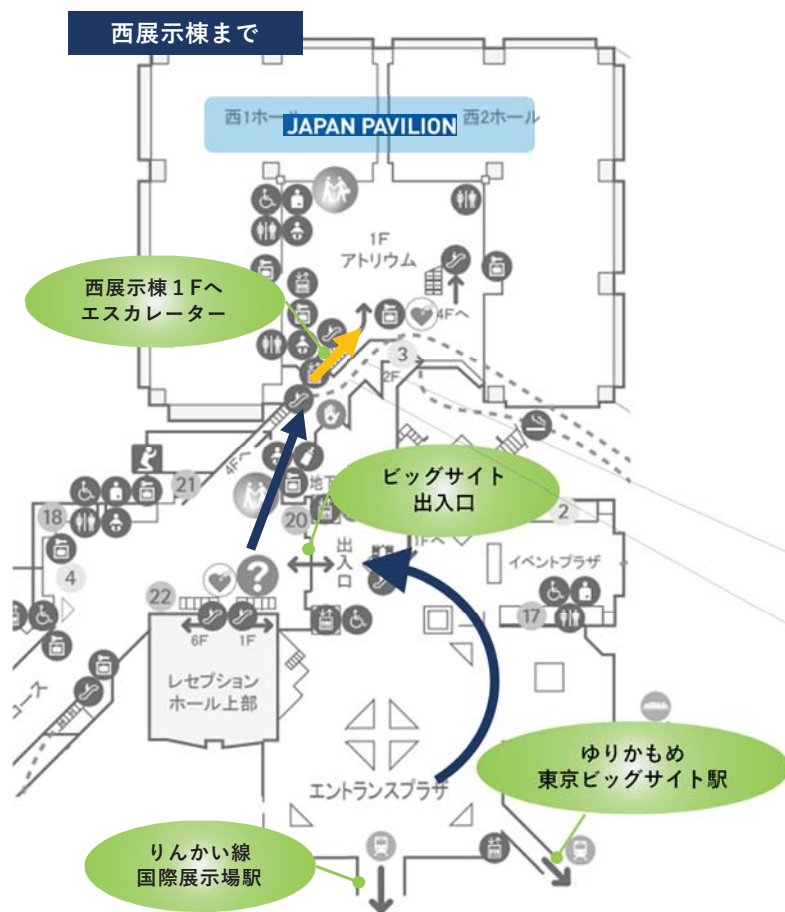 西展示棟まで
西1ホール
JAPAN PAVILION
西2ホール
1F
アトリウム
西展示棟1Fへ
エスカレーター
4Fへ
3
2F
4Fへ
21
地下
ビッグサイト
出入口
18
20
2
出入口
1Fへ
イベントプラザ
4
22
?
17
6F
1F
レセプション
ホール上部
コース
ゆりかもめ
東京ビッグサイト駅
エントランスプラザ
りんかい線
国際展示場駅